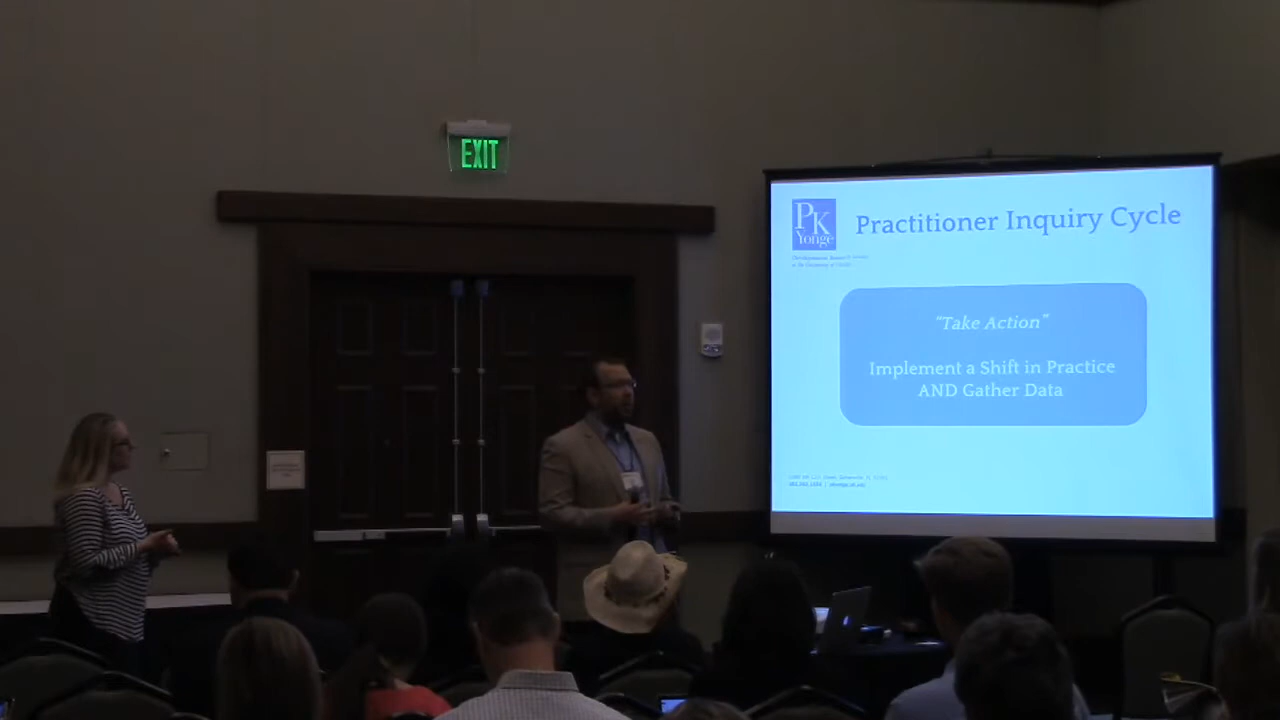 EXIT
PK
Yonge
Practitioner Inquiry Cycle
"Take Action"
Implement a Shift in Practice
AND Gather Data